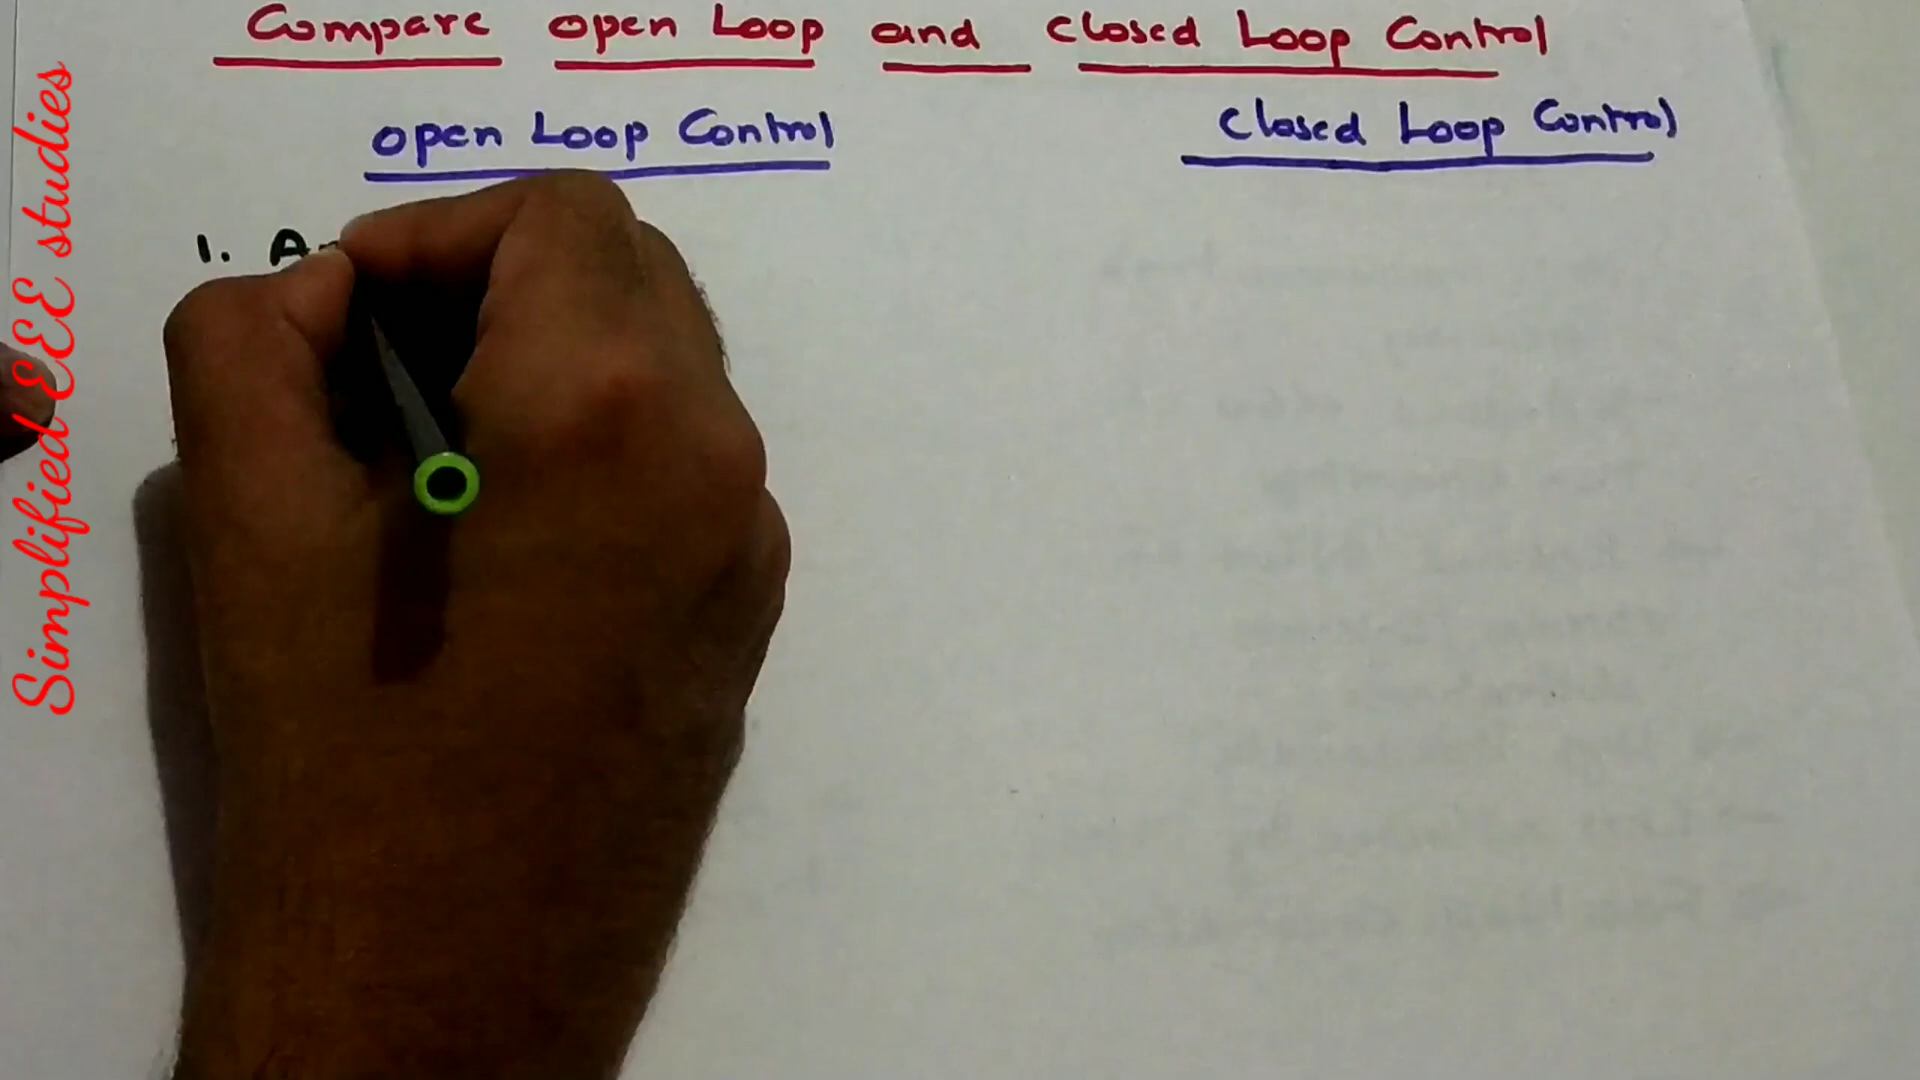 Compare open Loop and closed Loop Control
open Loop Control
closed Loop Control
1.
Simplified EEE studies